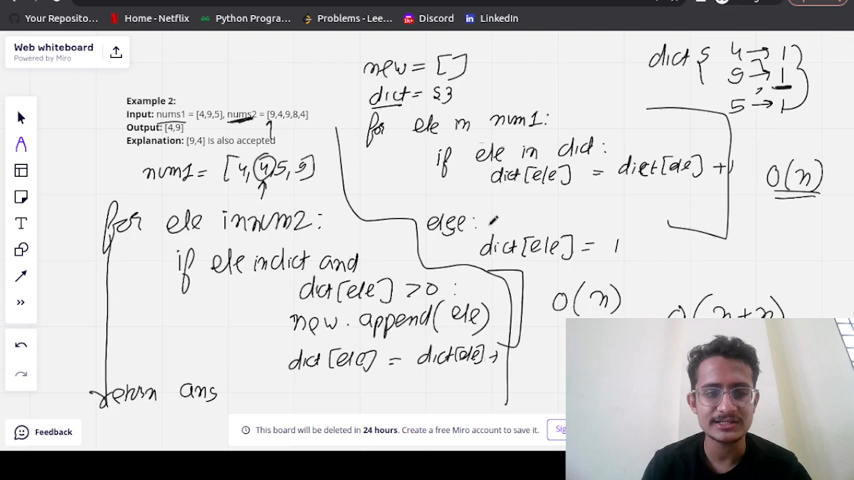 Your Repositor... Home - Netflix Python Progra... Problems - Lee... Discord LinkedIn
Web whiteboard
Powered by Miro
Example 2:
Input: nums1 = [4,9,5], nums2 = [9,4,9,8,4]
Output: [4,9]
Explanation: [9,4] is also accepted
num1 = [4, 4, 5, 9]
for ele in num2:
if ele in dict and
dict[ele] > 0 :
new.append(ele)
dict[ele] = dict[ele] +
return ans
new = []
dict = {}
for ele in num1:
if ele in dict:
dict[ele] = dict[ele] + 1
else:
dict[ele] = 1
dict { 4 → 1
9 → 1
5 → 1 }
O(n)
O(n)
O(n+n)
Feedback
This board will be deleted in 24 hours. Create a free Miro account to save it.